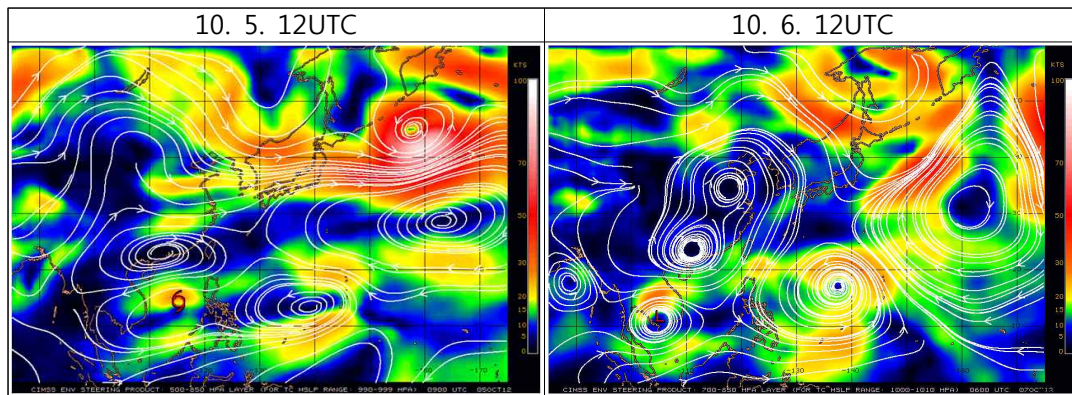 10. 5. 12UTC
10. 6. 12UTC
KTS
100
70
50
30
20
15
10
0
CIMSS ENV STEERING PRODUCT: 500-850 HPA LAYER (FOR TC MSLP RANGE: 990-999 HPA) 0900 UTC 05OCT12
KTS
100
70
50
30
20
15
10
0
CIMSS ENV STEERING PRODUCT: 700-850 HPA LAYER (FOR TC MSLP RANGE: 1000-1010 HPA) 0600 UTC